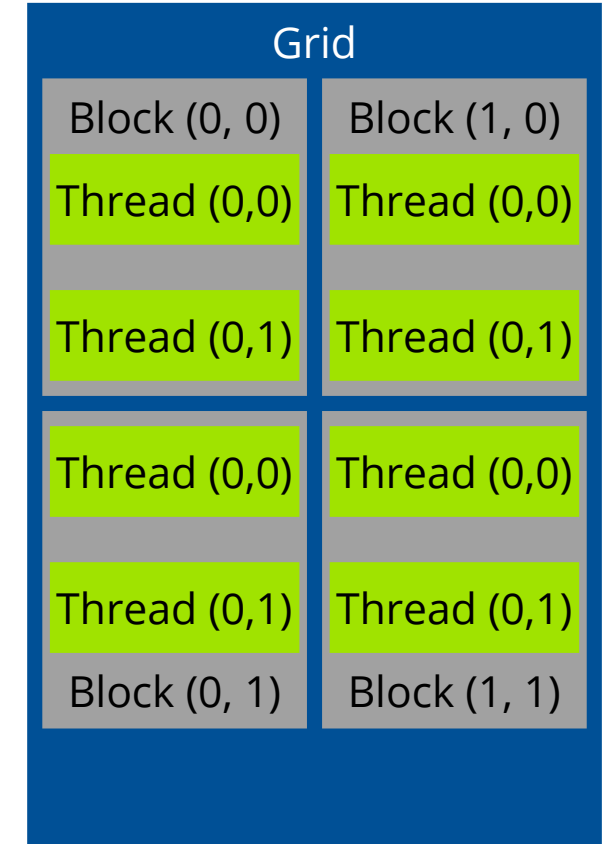 Grid
Block (0, 0) Block (1, 0)
Thread (0,0) Thread (0,0)
Thread (0,1) Thread (0,1)
Thread (0,0) Thread (0,0)
Thread (0,1) Thread (0,1)
Block (0, 1) Block (1, 1)